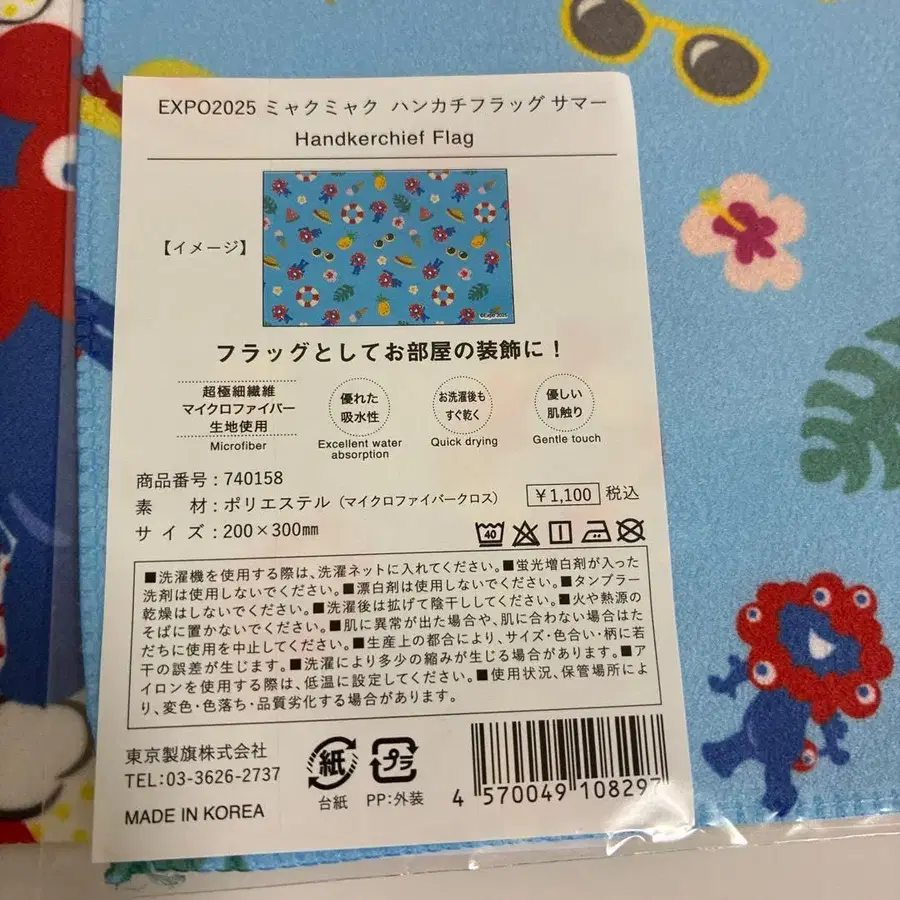 EXPO2025 ミャクミャク ハンカチフラッグ サマー
Handkerchief Flag
【イメージ】
©Expo 2025
フラッグとしてお部屋の装飾に!
超極細繊維
マイクロファイバー
生地使用
Microfiber
優れた
吸水性
Excellent water
absorption
お洗濯後も
すぐ乾く
Quick drying
優しい
肌触り
Gentle touch
商品番号:740158
素 材:ポリエステル(マイクロファイバークロス) ¥1,100 税込
サイズ:200×300㎜
40
■洗濯機を使用する際は、洗濯ネットに入れてください。■蛍光増白剤が入った
洗剤は使用しないでください。■漂白剤は使用しないでください。■タンブラー
乾燥はしないでください。■洗濯後は拡げて陰干ししてください。■火や熱源の
そばに置かないでください。■肌に異常が出た場合や、肌に合わない場合はた
だちに使用を中止してください。■生産上の都合により、サイズ・色合い・柄に若
干の誤差が生じます。■洗濯により多少の縮みが生じる場合があります。■ア
イロンを使用する際は、低温に設定してください。■使用状況、保管場所によ
り、変色・色落ち・品質劣化する場合があります。
東京製旗株式会社
TEL:03-3626-2737
MADE IN KOREA
紙
台紙
プラ
PP:外装
4 570049 108297